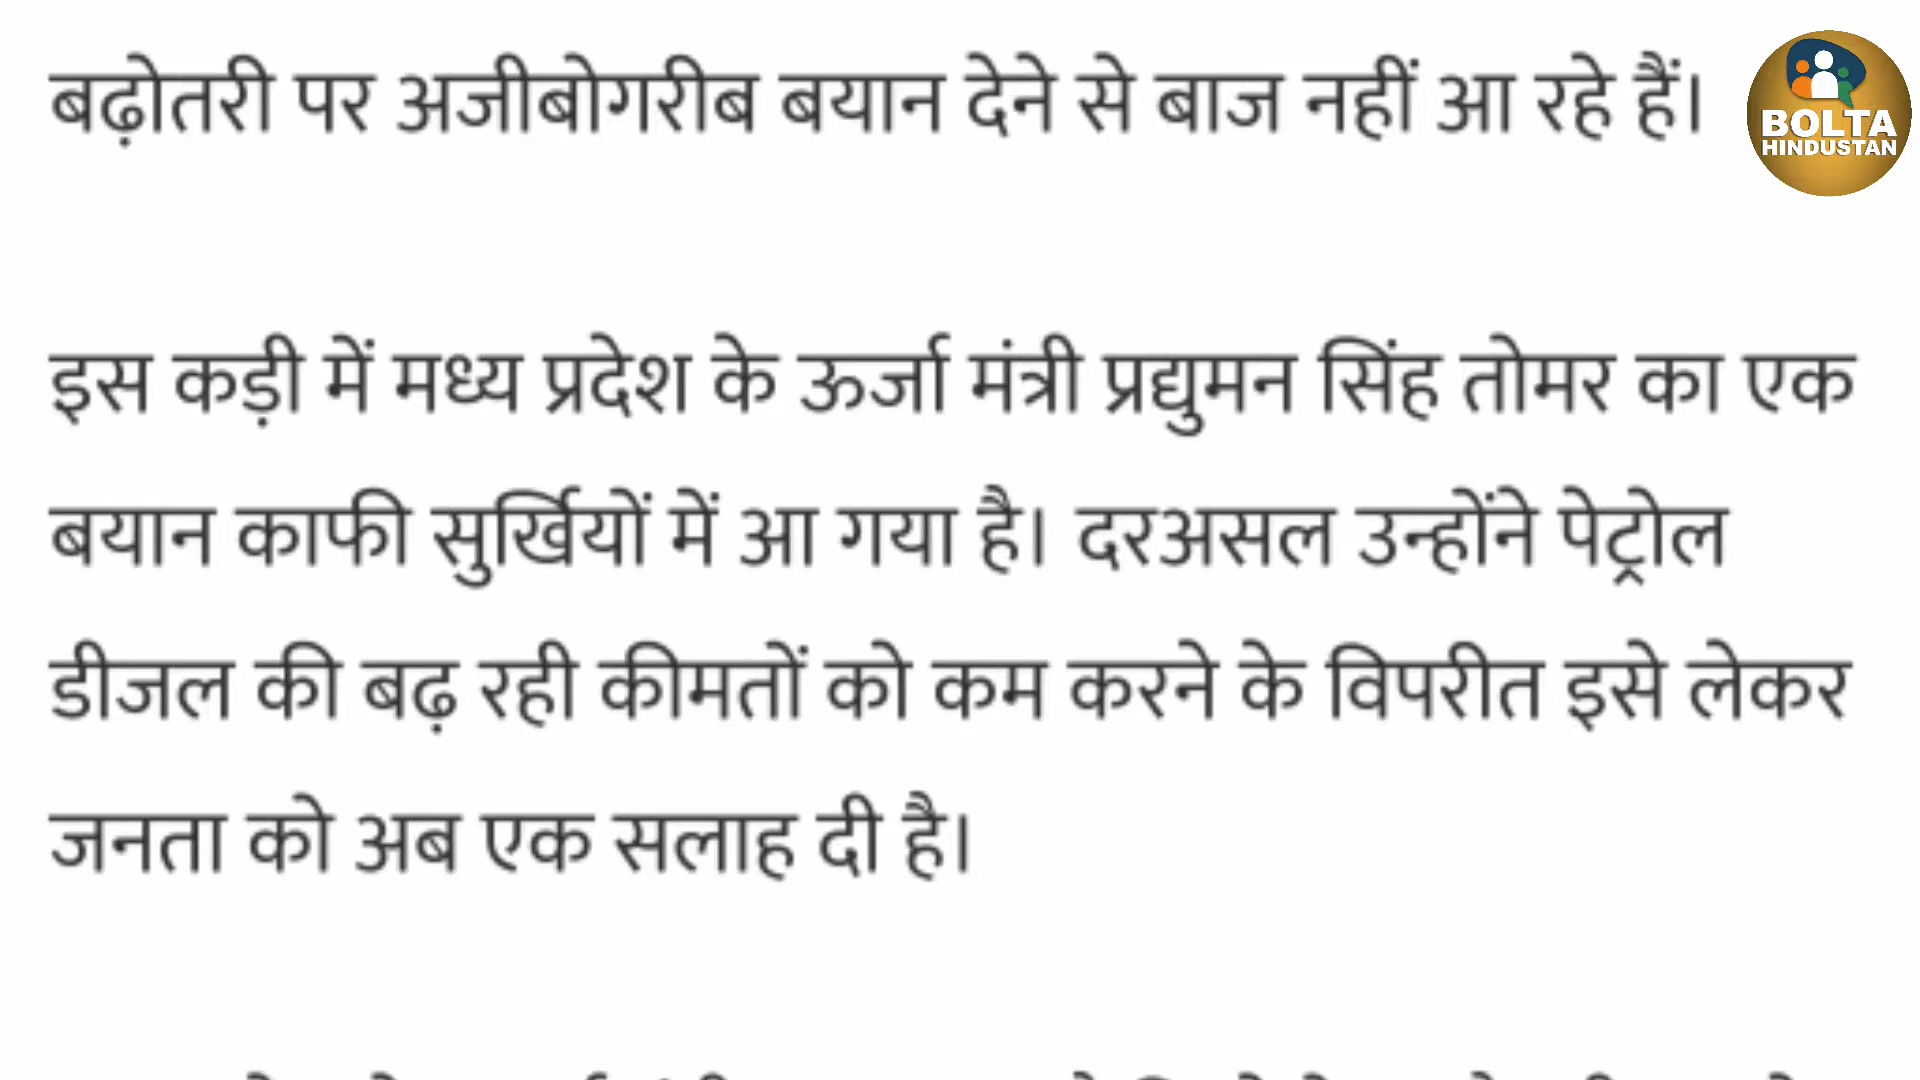 बढ़ोतरी पर अजीबोगरीब बयान देने से बाज नहीं आ रहे हैं।
BOLTA
HINDUSTAN
इस कड़ी में मध्य प्रदेश के ऊर्जा मंत्री प्रद्युमन सिंह तोमर का एक
बयान काफी सुर्खियों में आ गया है। दरअसल उन्होंने पेट्रोल
डीजल की बढ़ रही कीमतों को कम करने के विपरीत इसे लेकर
जनता को अब एक सलाह दी है।